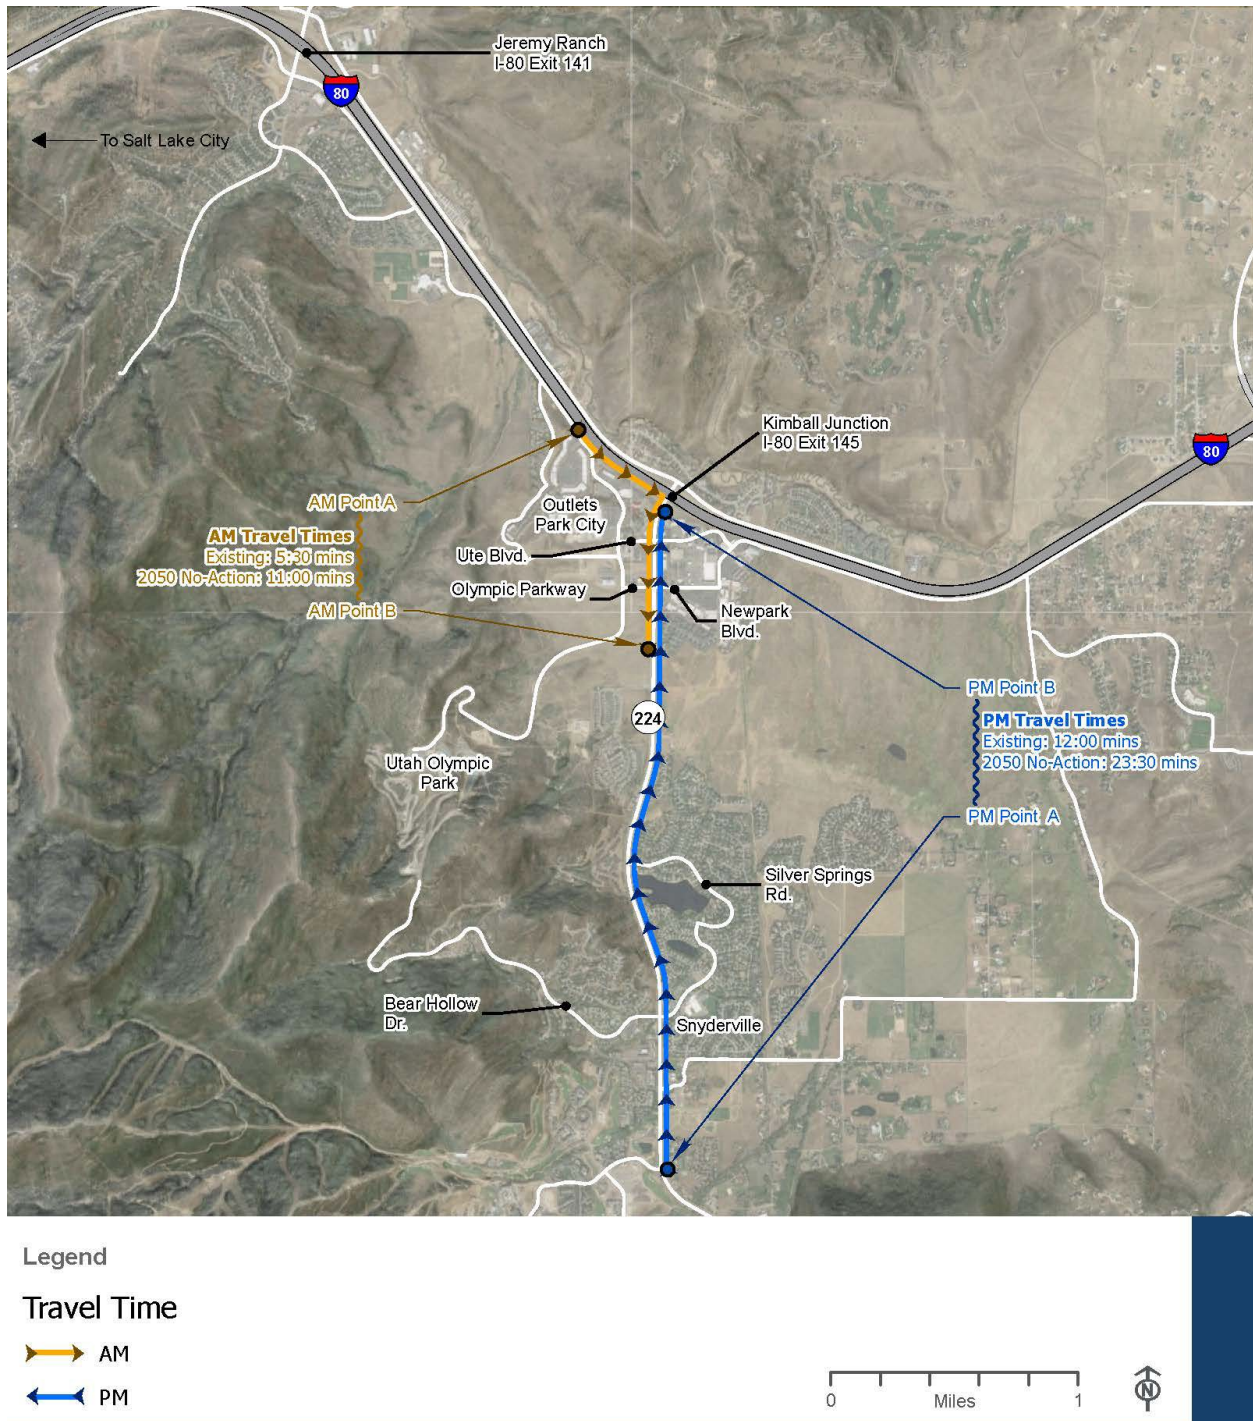 Jeremy Ranch
I-80 Exit 141
80
To Salt Lake City
Kimball Junction
I-80 Exit 145
80
AM Point A
Outlets
Park City
AM Travel Times
Existing: 5:30 mins
2050 No-Action: 11:00 mins
Ute Blvd.
Olympic Parkway
AM Point B
Newpark
Blvd.
PM Point B
224
PM Travel Times
Existing: 12:00 mins
2050 No-Action: 23:30 mins
Utah Olympic
Park
PM Point A
Silver Springs
Rd.
Bear Hollow
Dr.
Snyderville
Legend
Travel Time
AM
PM
0
Miles
1
N